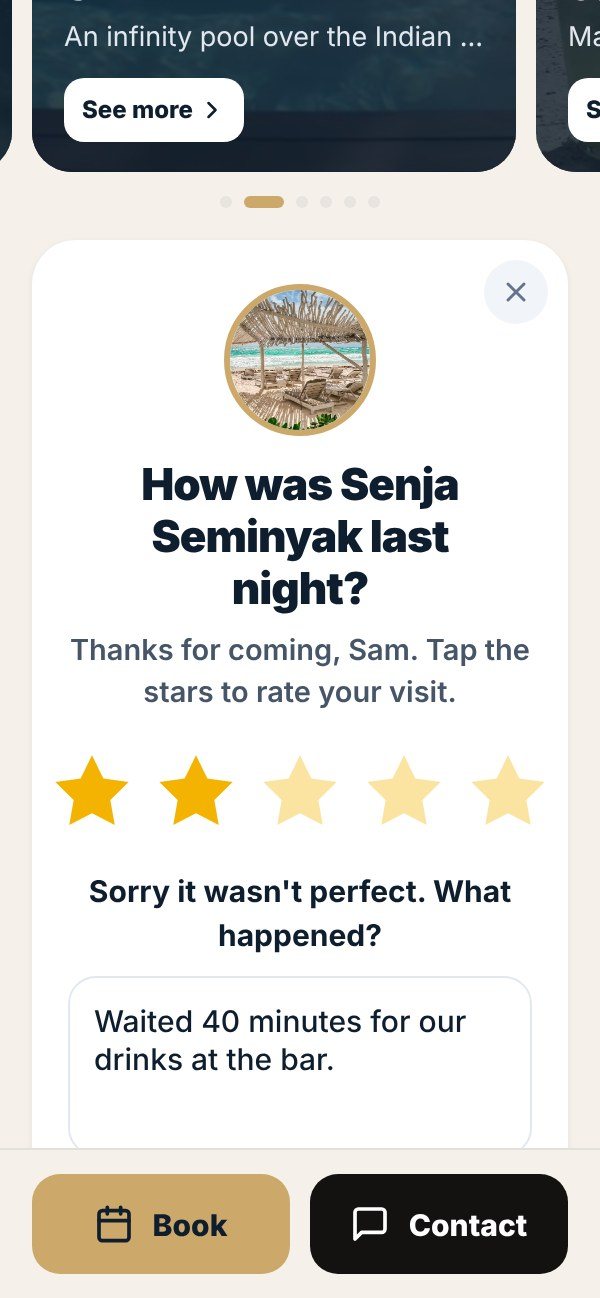 An infinity pool over the Indian ...
Ma
See more
S
How was Senja
Seminyak last
night?
Thanks for coming, Sam. Tap the
stars to rate your visit.
Sorry it wasn't perfect. What
happened?
Waited 40 minutes for our
drinks at the bar.
Book
Contact